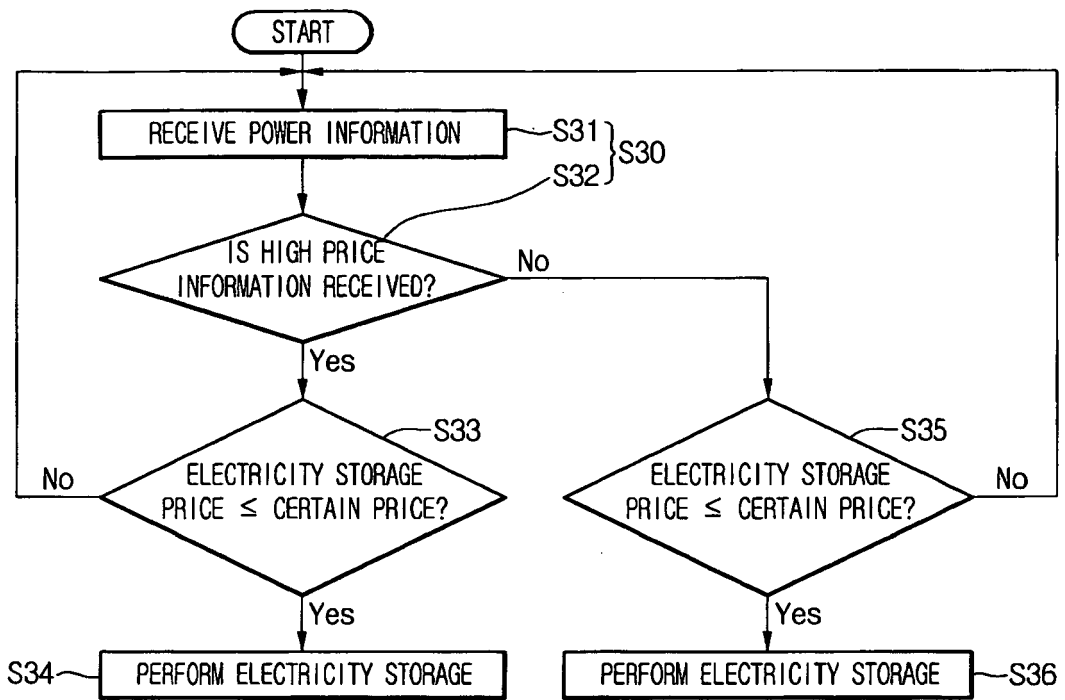 START
RECEIVE POWER INFORMATION
S31
S30
S32
IS HIGH PRICE
INFORMATION RECEIVED?
No
Yes
S33
S35
ELECTRICITY STORAGE
PRICE ≤ CERTAIN PRICE?
No
ELECTRICITY STORAGE
PRICE ≤ CERTAIN PRICE?
No
Yes
Yes
S34
PERFORM ELECTRICITY STORAGE
PERFORM ELECTRICITY STORAGE
S36